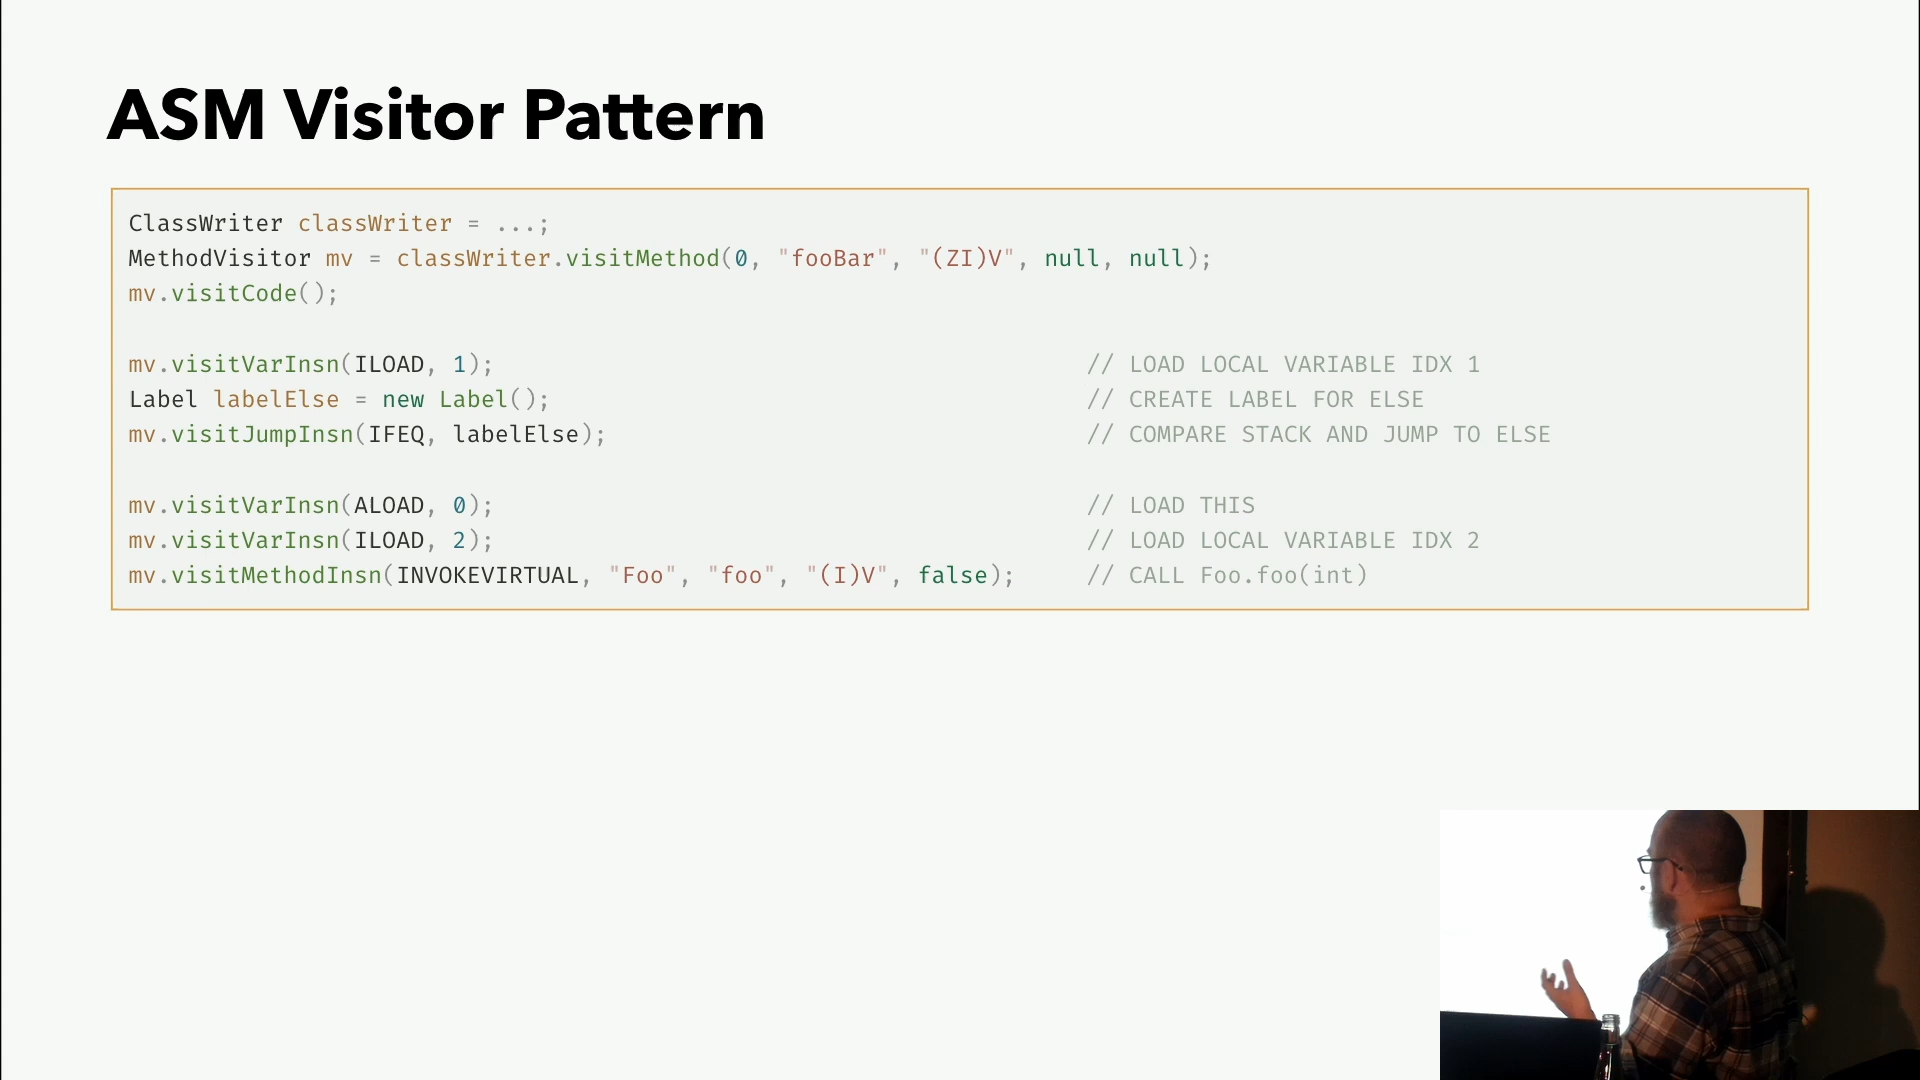 ASM Visitor Pattern
ClassWriter classWriter = ...;
MethodVisitor mv = classWriter.visitMethod(0, "fooBar", "(ZI)V", null, null);
mv.visitCode();
mv.visitVarInsn(ILOAD, 1); // LOAD LOCAL VARIABLE IDX 1
Label labelElse = new Label(); // CREATE LABEL FOR ELSE
mv.visitJumpInsn(IFEQ, labelElse); // COMPARE STACK AND JUMP TO ELSE
mv.visitVarInsn(ALOAD, 0); // LOAD THIS
mv.visitVarInsn(ILOAD, 2); // LOAD LOCAL VARIABLE IDX 2
mv.visitMethodInsn(INVOKEVIRTUAL, "Foo", "foo", "(I)V", false); // CALL Foo.foo(int)